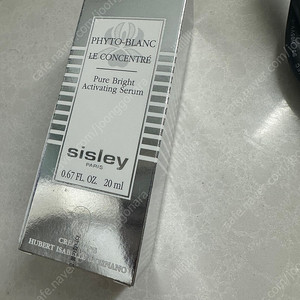 PHYTO-BLANC
LE CONCENTRÉ
Pure Bright
Activating Serum
sisley
PARIS
0.67 FL. OZ. 20 ml
HUBERT ISABELLE D'ORNANO